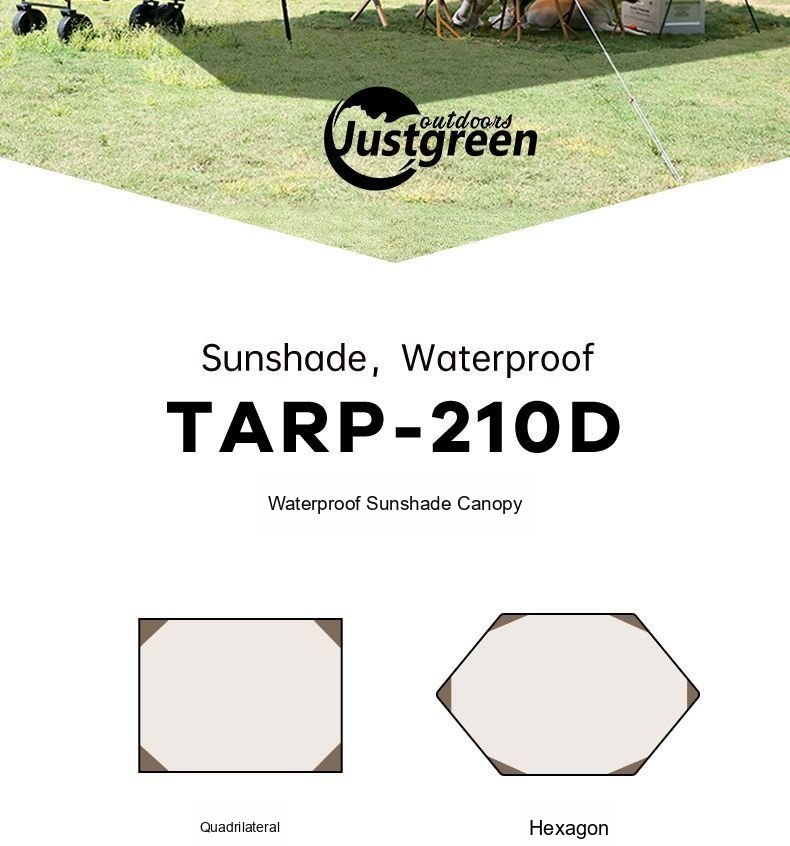 outdoors
Justgreen
Sunshade, Waterproof
TARP-210D
Waterproof Sunshade Canopy
Quadrilateral
Hexagon